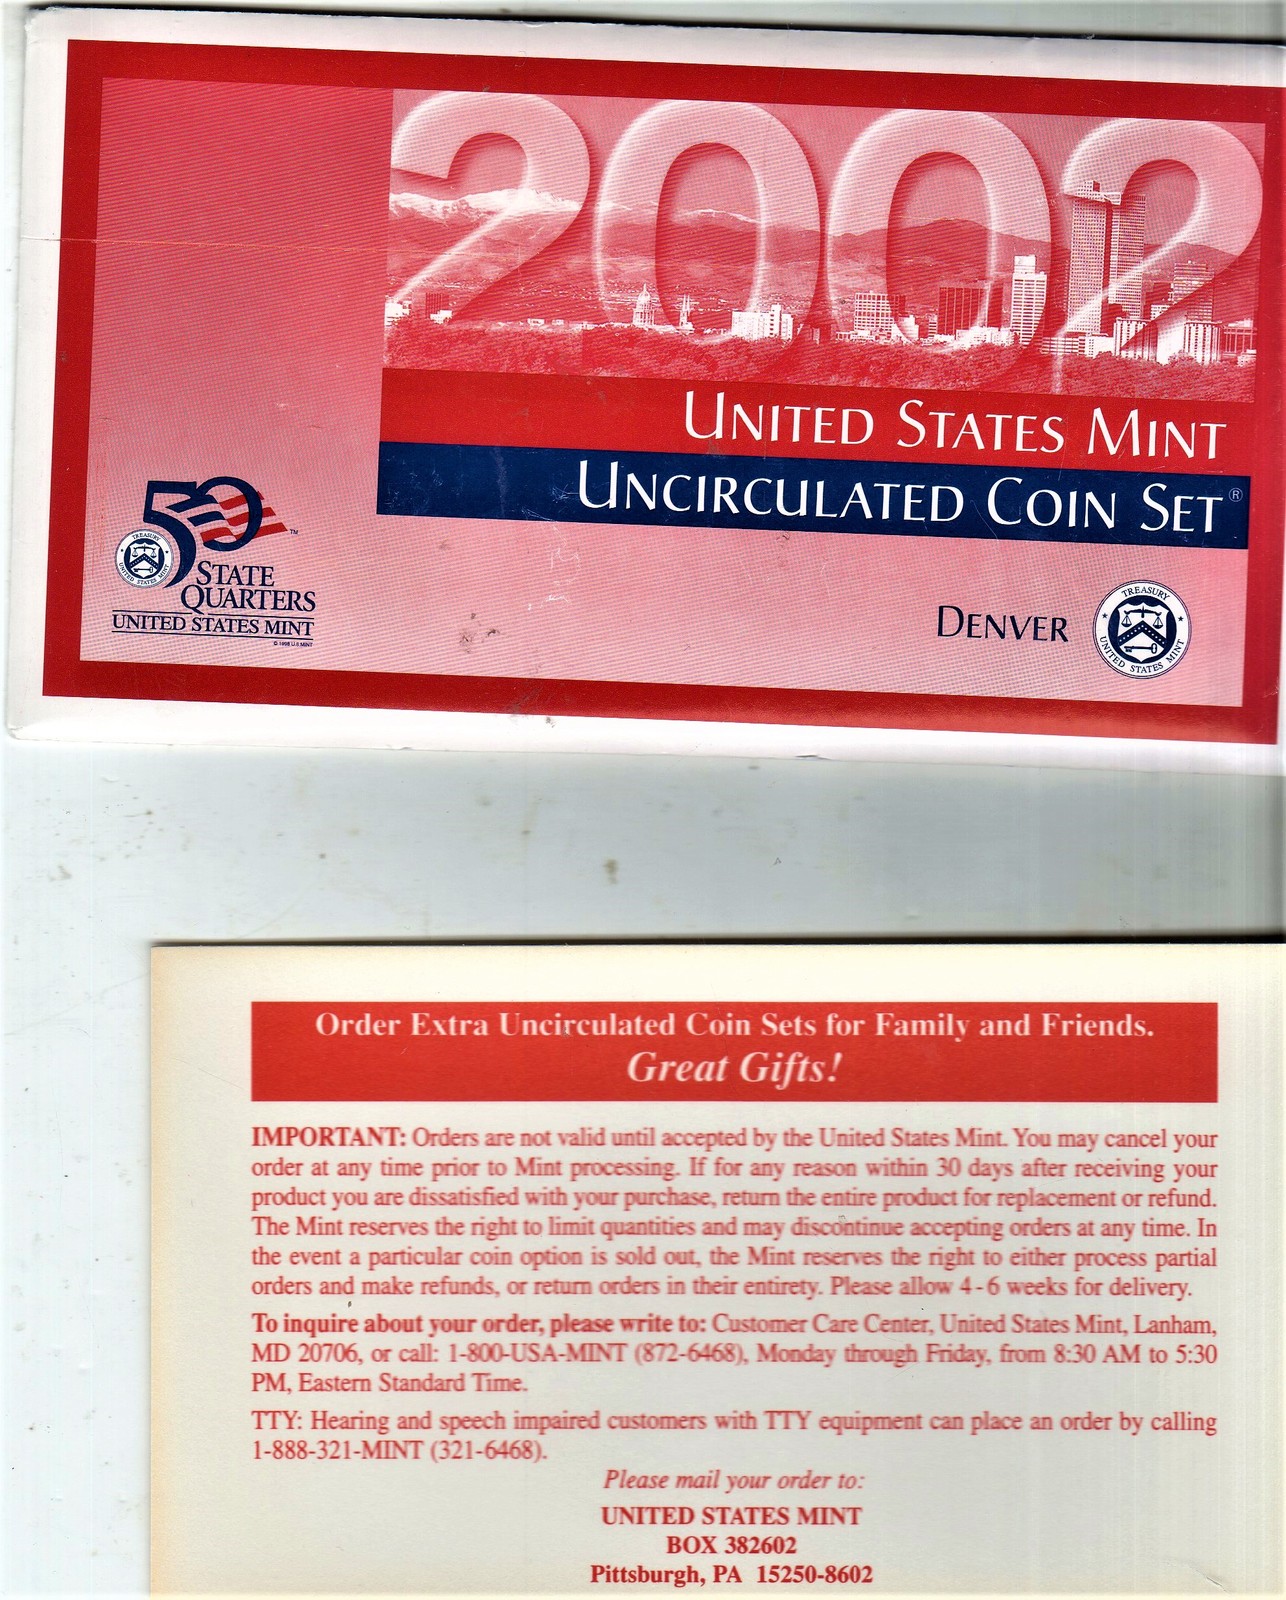 2002
UNITED STATES MINT
UNCIRCULATED COIN SET®
50
TREASURY
UNITED STATES MINT
™
STATE
QUARTERS
UNITED STATES MINT
© 1998 U.S. MINT
DENVER
TREASURY
UNITED STATES MINT
Order Extra Uncirculated Coin Sets for Family and Friends.
Great Gifts!
IMPORTANT: Orders are not valid until accepted by the United States Mint. You may cancel your
order at any time prior to Mint processing. If for any reason within 30 days after receiving your
product you are dissatisfied with your purchase, return the entire product for replacement or refund.
The Mint reserves the right to limit quantities and may discontinue accepting orders at any time. In
the event a particular coin option is sold out, the Mint reserves the right to either process partial
orders and make refunds, or return orders in their entirety. Please allow 4-6 weeks for delivery.
To inquire about your order, please write to: Customer Care Center, United States Mint, Lanham,
MD 20706, or call: 1-800-USA-MINT (872-6468), Monday through Friday, from 8:30 AM to 5:30
PM, Eastern Standard Time.
TTY: Hearing and speech impaired customers with TTY equipment can place an order by calling
1-888-321-MINT (321-6468).
Please mail your order to:
UNITED STATES MINT
BOX 382602
Pittsburgh, PA 15250-8602